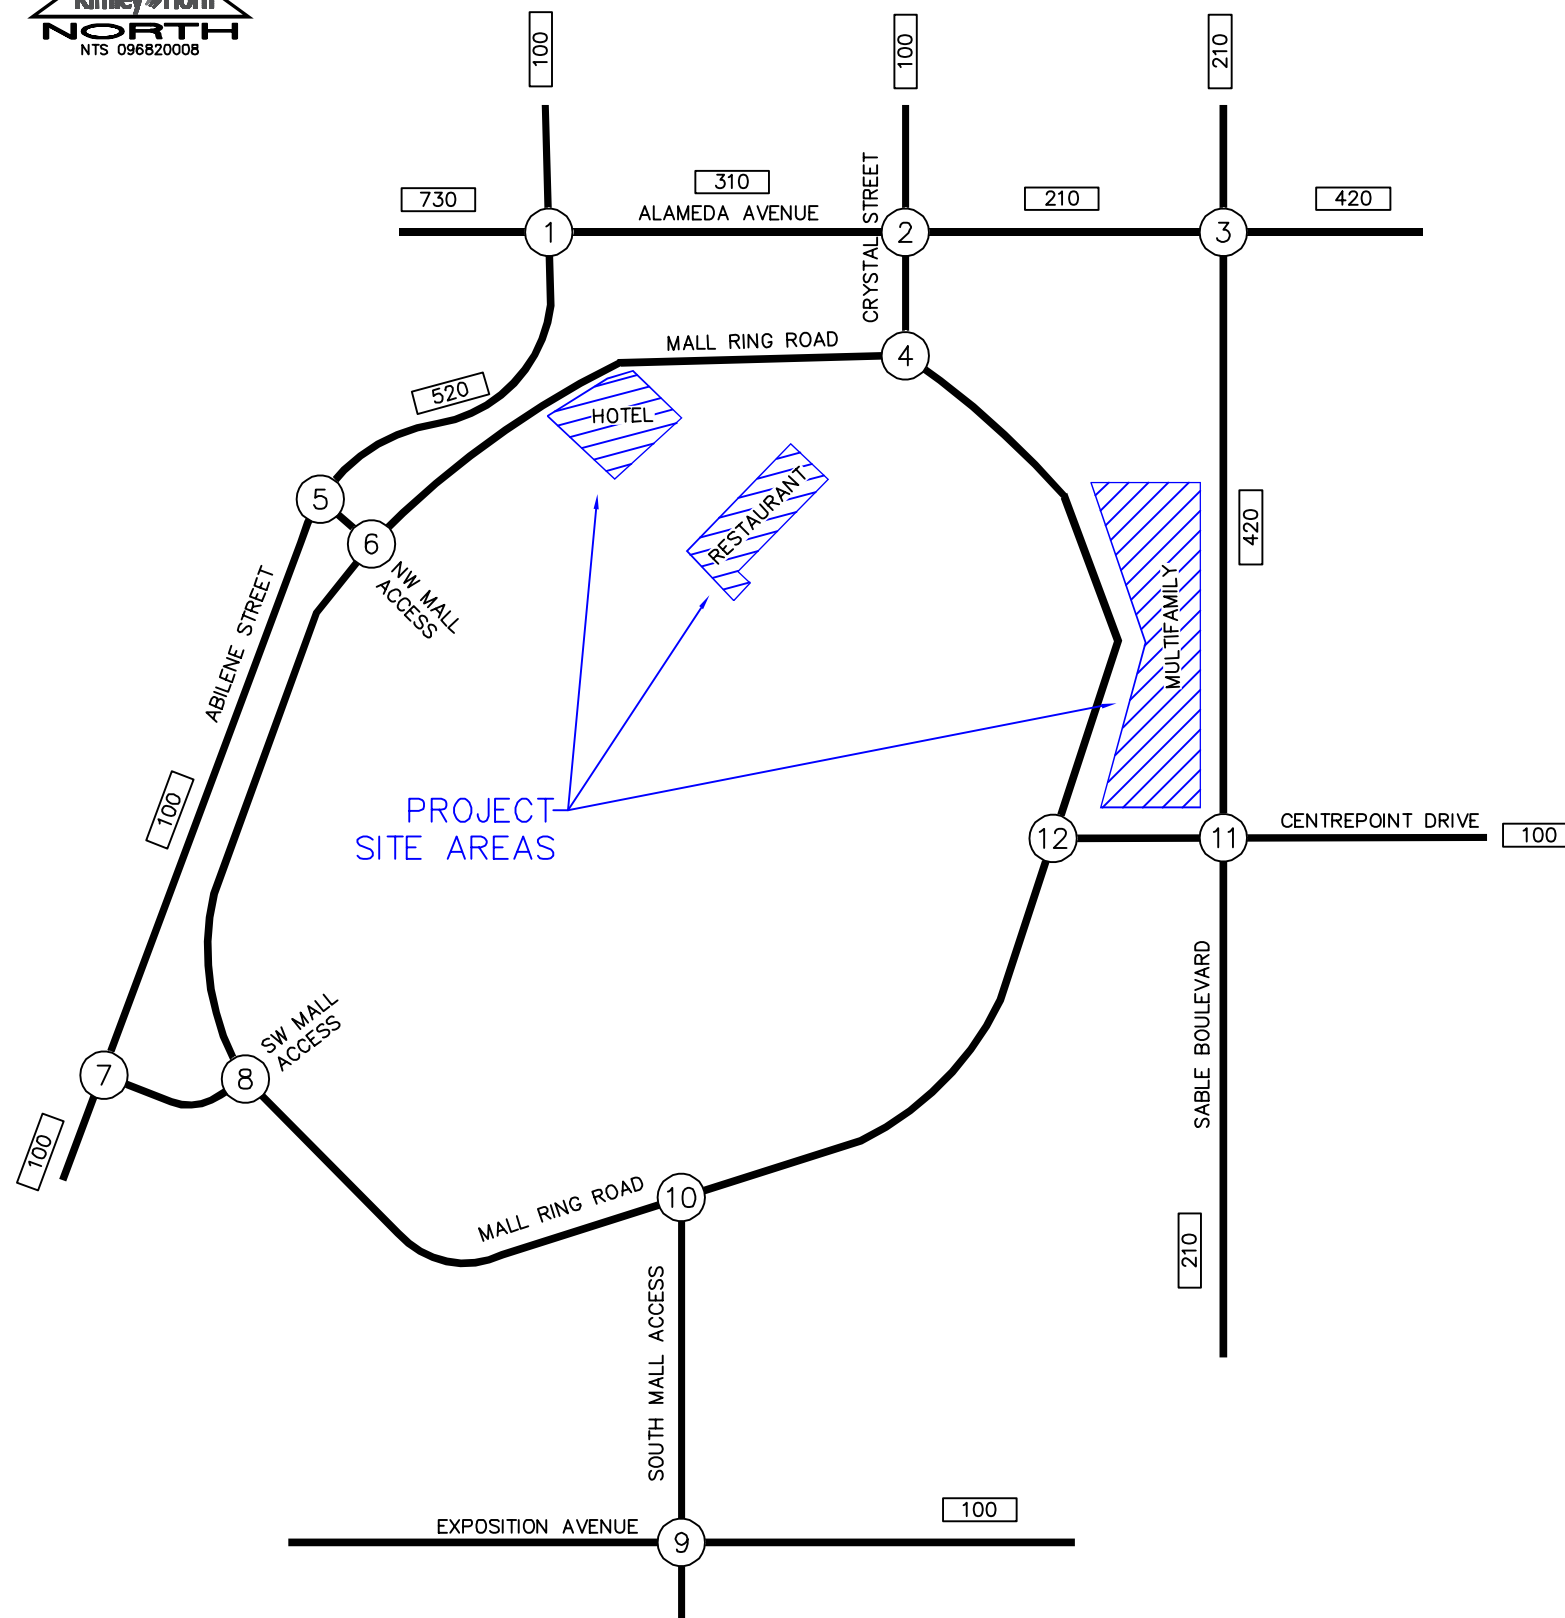 Kimley»Horn
NORTH
NTS 096820008
100
100
210
730
310
210
420
ALAMEDA AVENUE
CRYSTAL STREET
1
2
3
MALL RING ROAD
4
520
HOTEL
RESTAURANT
5
6
NW MALL
ACCESS
420
MULTIFAMILY
ABILENE STREET
100
PROJECT
SITE AREAS
12
11
CENTREPOINT DRIVE
100
SABLE BOULEVARD
SW MALL
ACCESS
7
8
100
MALL RING ROAD
10
210
SOUTH MALL ACCESS
EXPOSITION AVENUE
9
100